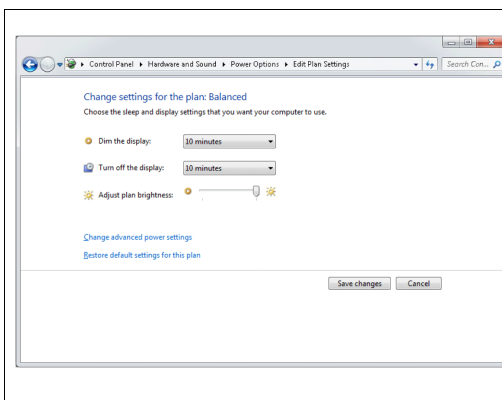 Control Panel Hardware and Sound Power Options Edit Plan Settings Search Con...
Change settings for the plan: Balanced
Choose the sleep and display settings that you want your computer to use.
Dim the display: 10 minutes
Turn off the display: 10 minutes
Adjust plan brightness:
Change advanced power settings
Restore default settings for this plan
Save changes Cancel